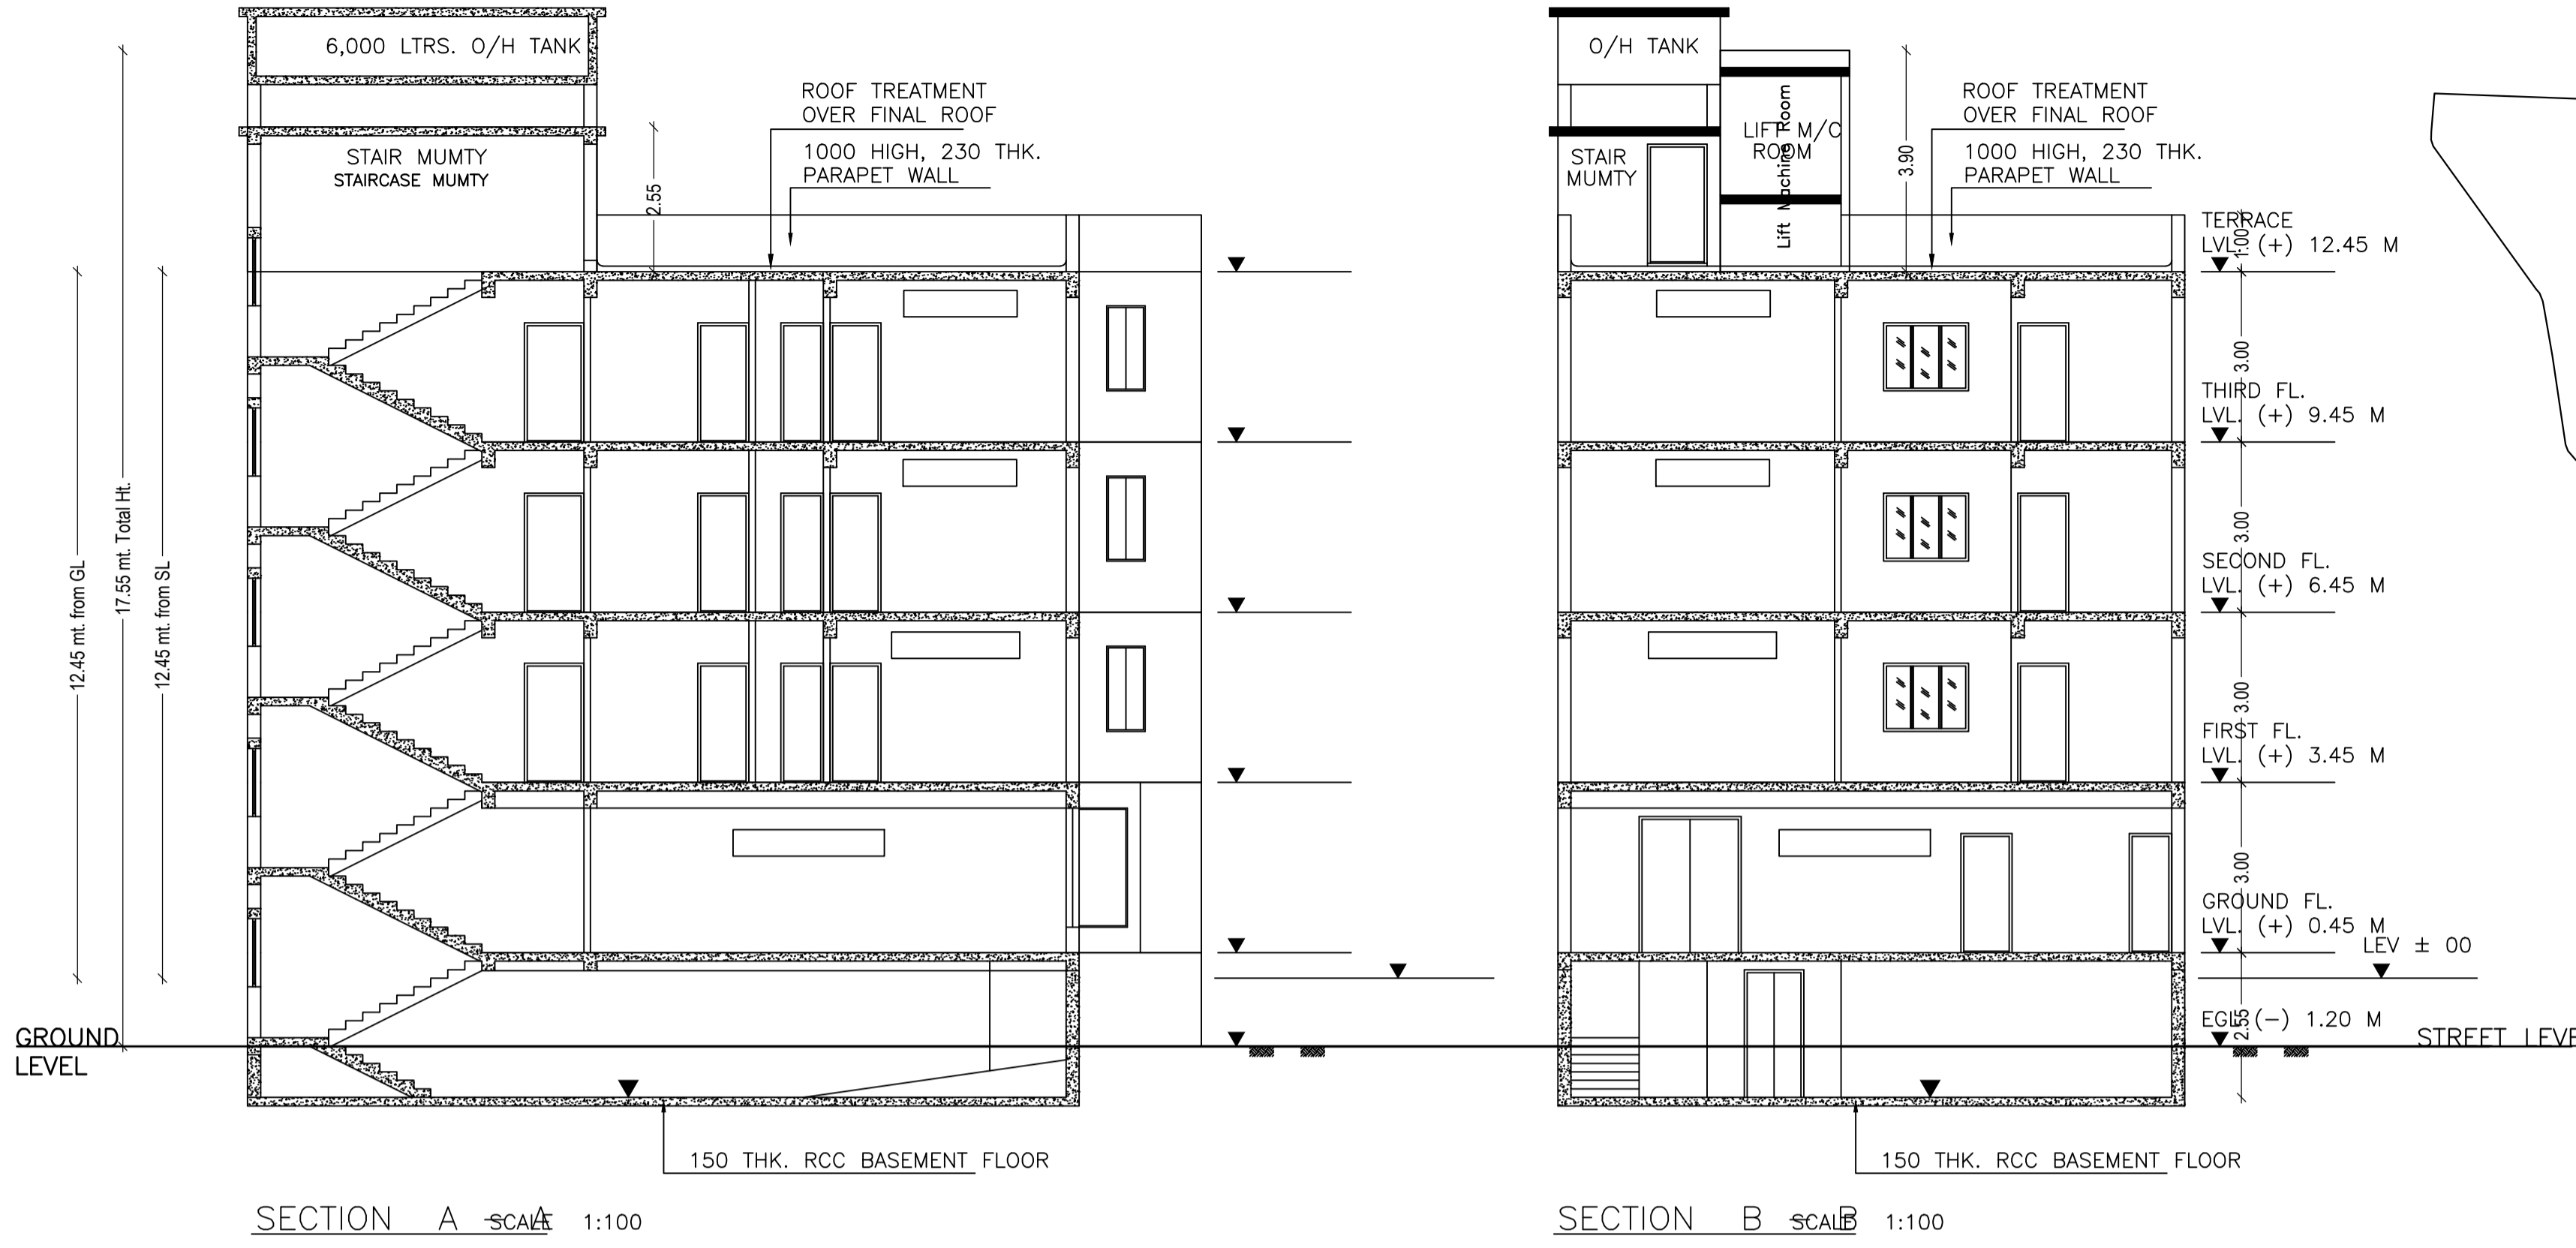 6,000 LTRS. O/H TANK
STAIR MUMTY
STAIRCASE MUMTY
ROOF TREATMENT
OVER FINAL ROOF
1000 HIGH, 230 THK.
PARAPET WALL
2.55
12.45 mt. from GL
17.55 mt. Total Ht.
12.45 mt. from SL
GROUND
LEVEL
150 THK. RCC BASEMENT FLOOR
SECTION A - A SCALE 1:100
O/H TANK
STAIR
MUMTY
LIFT M/C
ROOM
Lift Machine Room
3.90
ROOF TREATMENT
OVER FINAL ROOF
1000 HIGH, 230 THK.
PARAPET WALL
TERRACE
LVL. (+) 12.45 M
1.00
3.00
THIRD FL.
LVL. (+) 9.45 M
3.00
SECOND FL.
LVL. (+) 6.45 M
3.00
FIRST FL.
LVL. (+) 3.45 M
3.00
GROUND FL.
LVL. (+) 0.45 M
LEV ± 00
EGL (-) 1.20 M
2.55
STREET LEVE
150 THK. RCC BASEMENT FLOOR
SECTION B - B SCALE 1:100